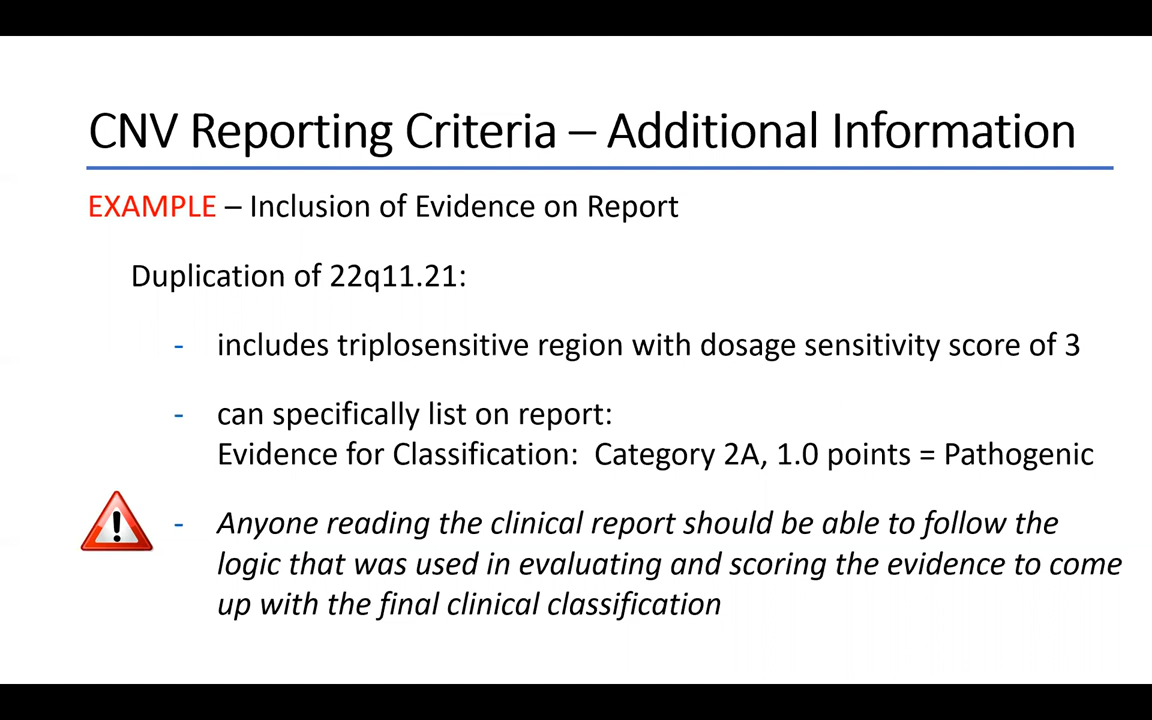 CNV Reporting Criteria – Additional Information
EXAMPLE – Inclusion of Evidence on Report
Duplication of 22q11.21:
- includes triplosensitive region with dosage sensitivity score of 3
- can specifically list on report:
Evidence for Classification:  Category 2A, 1.0 points = Pathogenic
- Anyone reading the clinical report should be able to follow the
logic that was used in evaluating and scoring the evidence to come
up with the final clinical classification